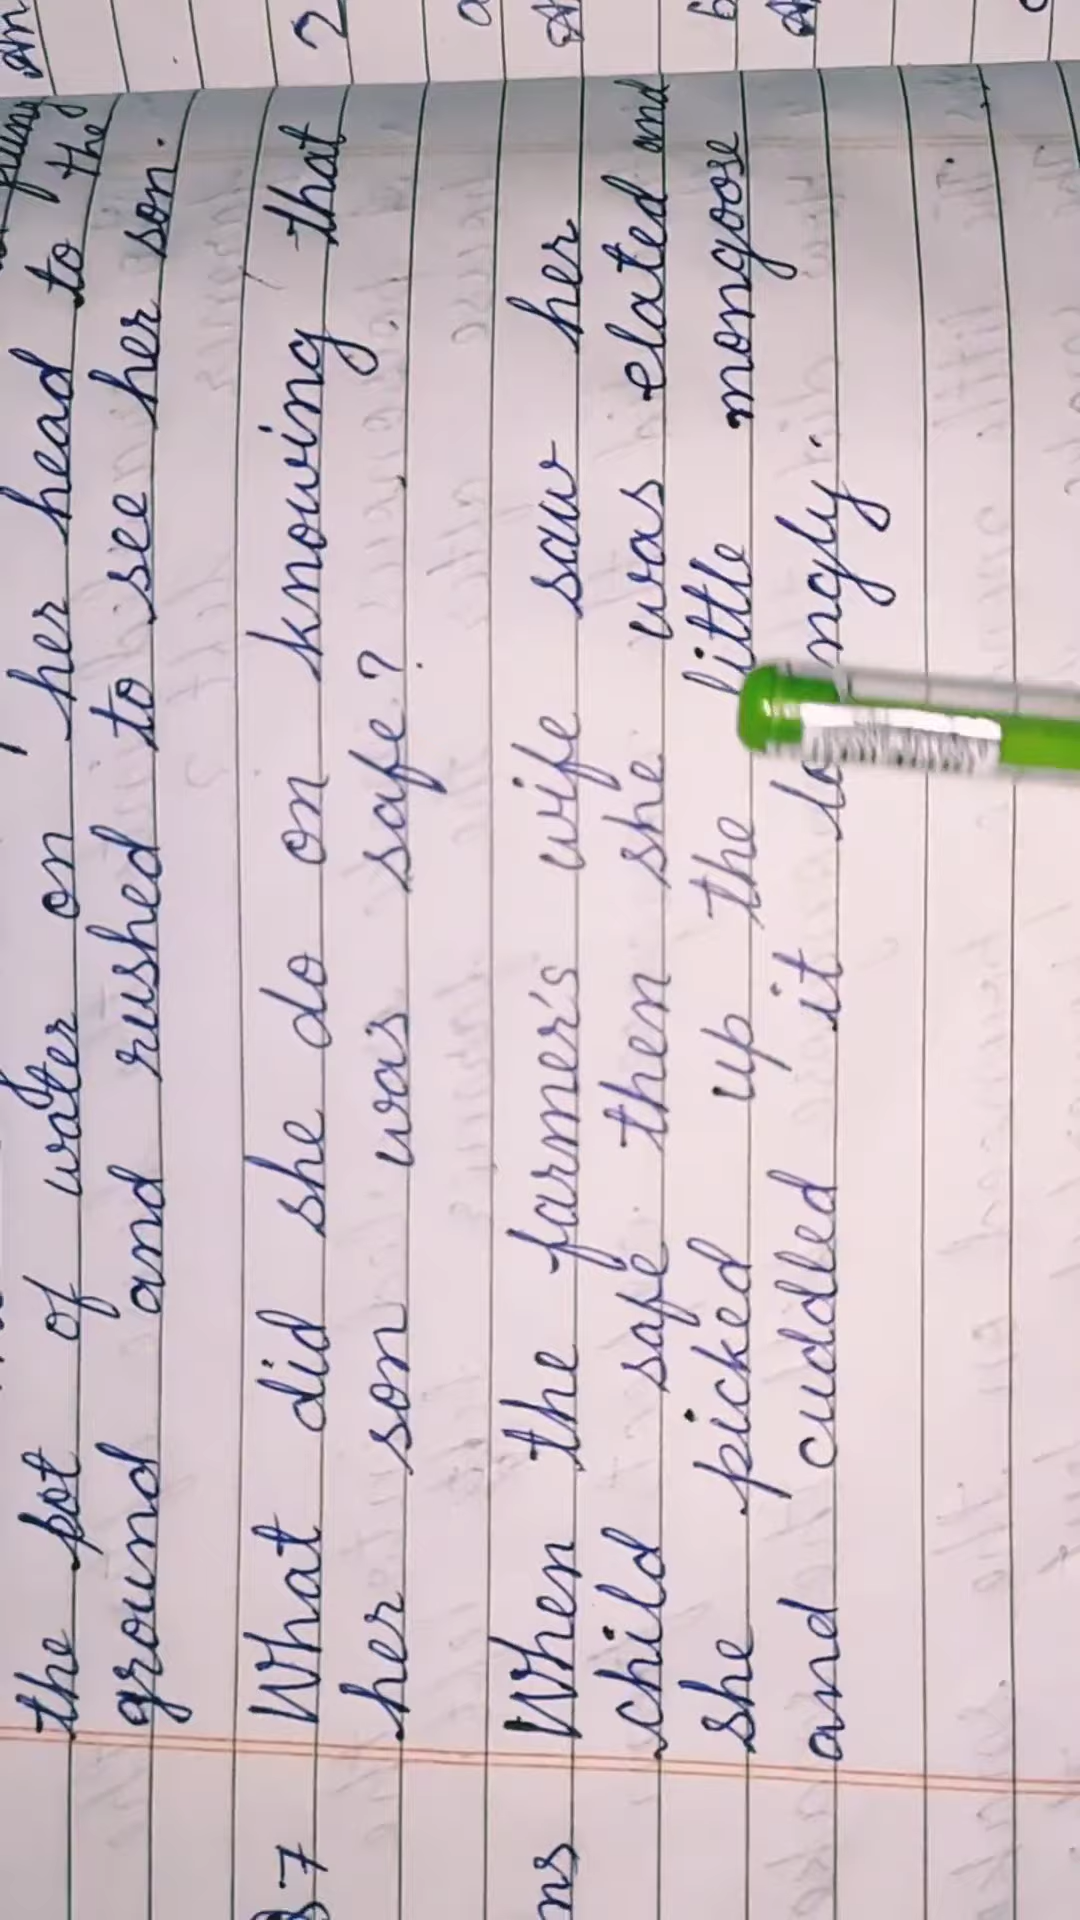 the pot of water on her head to the
ground and rushed to see her son.
Q7 What did she do on knowing that
her son was safe?
Ans When the farmer's wife saw her
child safe then she was elated and
she picked up the little mongoose
and cuddled it lovingly.